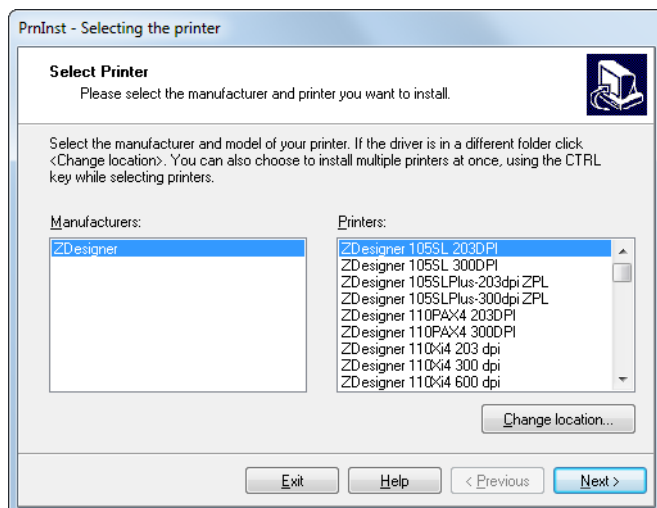 PrnInst - Selecting the printer
Select Printer
Please select the manufacturer and printer you want to install.
Select the manufacturer and model of your printer. If the driver is in a different folder click
<Change location>. You can also choose to install multiple printers at once, using the CTRL
key while selecting printers.
Manufacturers:
ZDesigner
Printers:
ZDesigner 105SL 203DPI
ZDesigner 105SL 300DPI
ZDesigner 105SLPlus-203dpi ZPL
ZDesigner 105SLPlus-300dpi ZPL
ZDesigner 110PAX4 203DPI
ZDesigner 110PAX4 300DPI
ZDesigner 110Xi4 203 dpi
ZDesigner 110Xi4 300 dpi
ZDesigner 110Xi4 600 dpi
Change location...
Exit
Help
< Previous
Next >